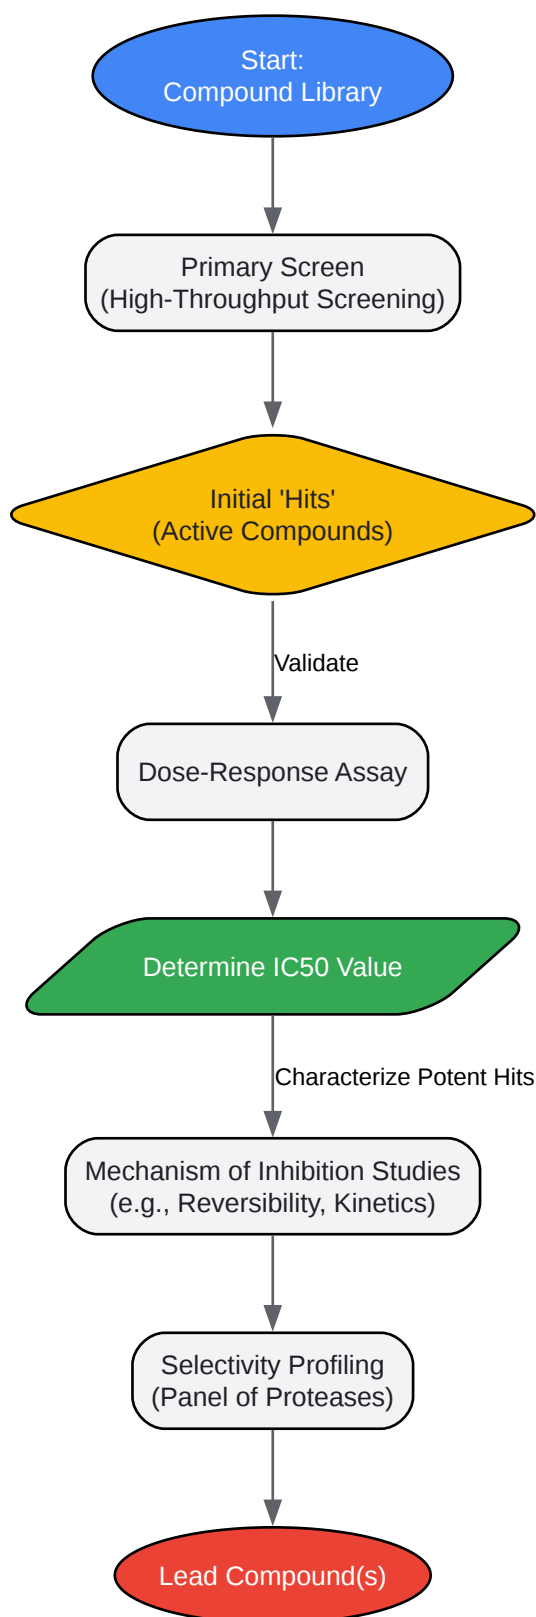 Start:
Compound Library
Primary Screen
(High-Throughput Screening)
Initial 'Hits'
(Active Compounds)
Validate
Dose-Response Assay
Determine IC50 Value
Characterize Potent Hits
Mechanism of Inhibition Studies
(e.g., Reversibility, Kinetics)
Selectivity Profiling
(Panel of Proteases)
Lead Compound(s)